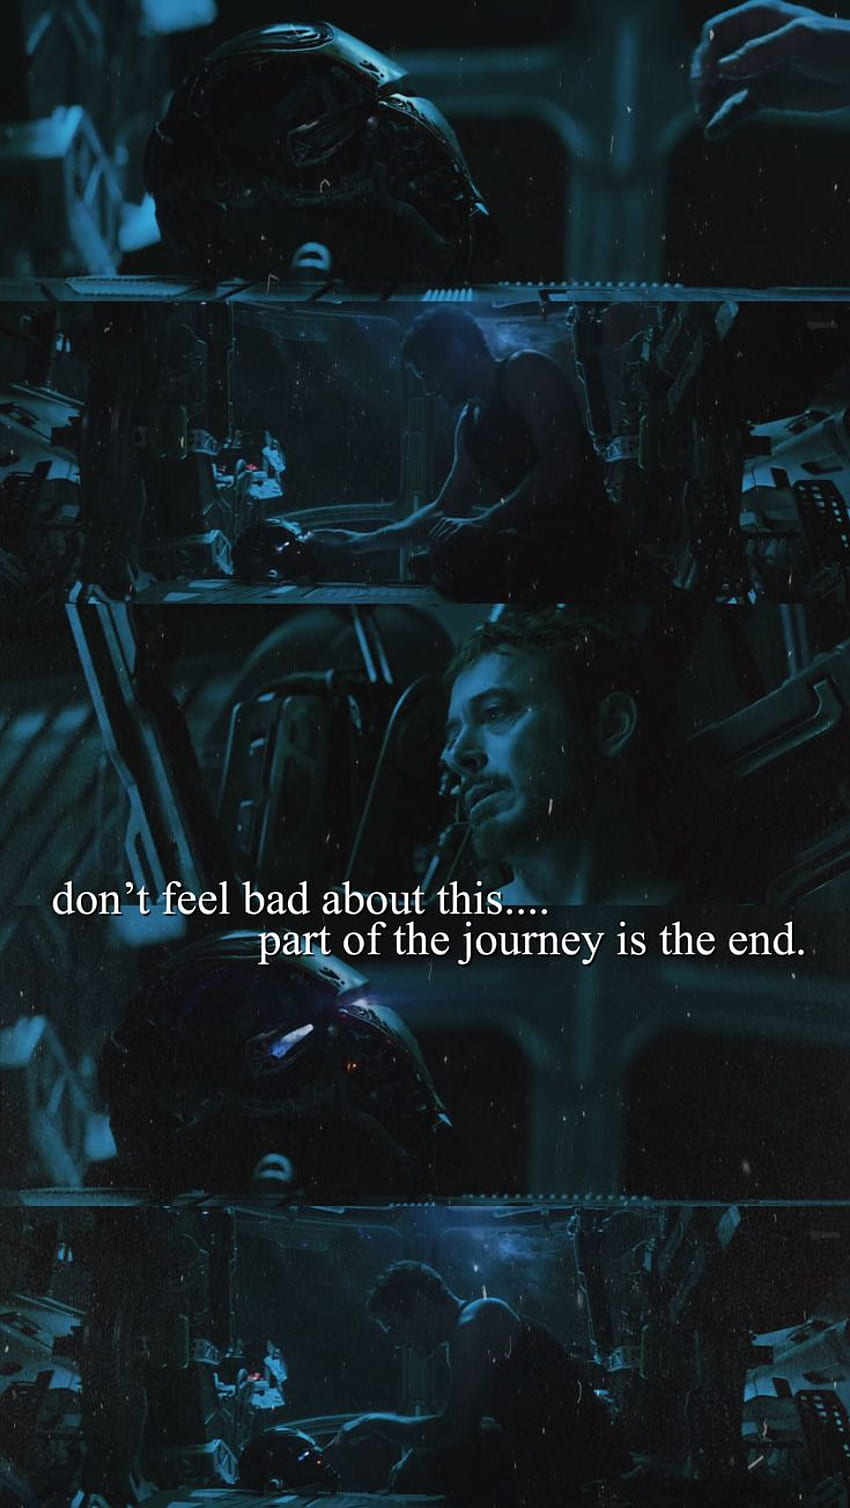 don't feel bad about this....
part of the journey is the end.